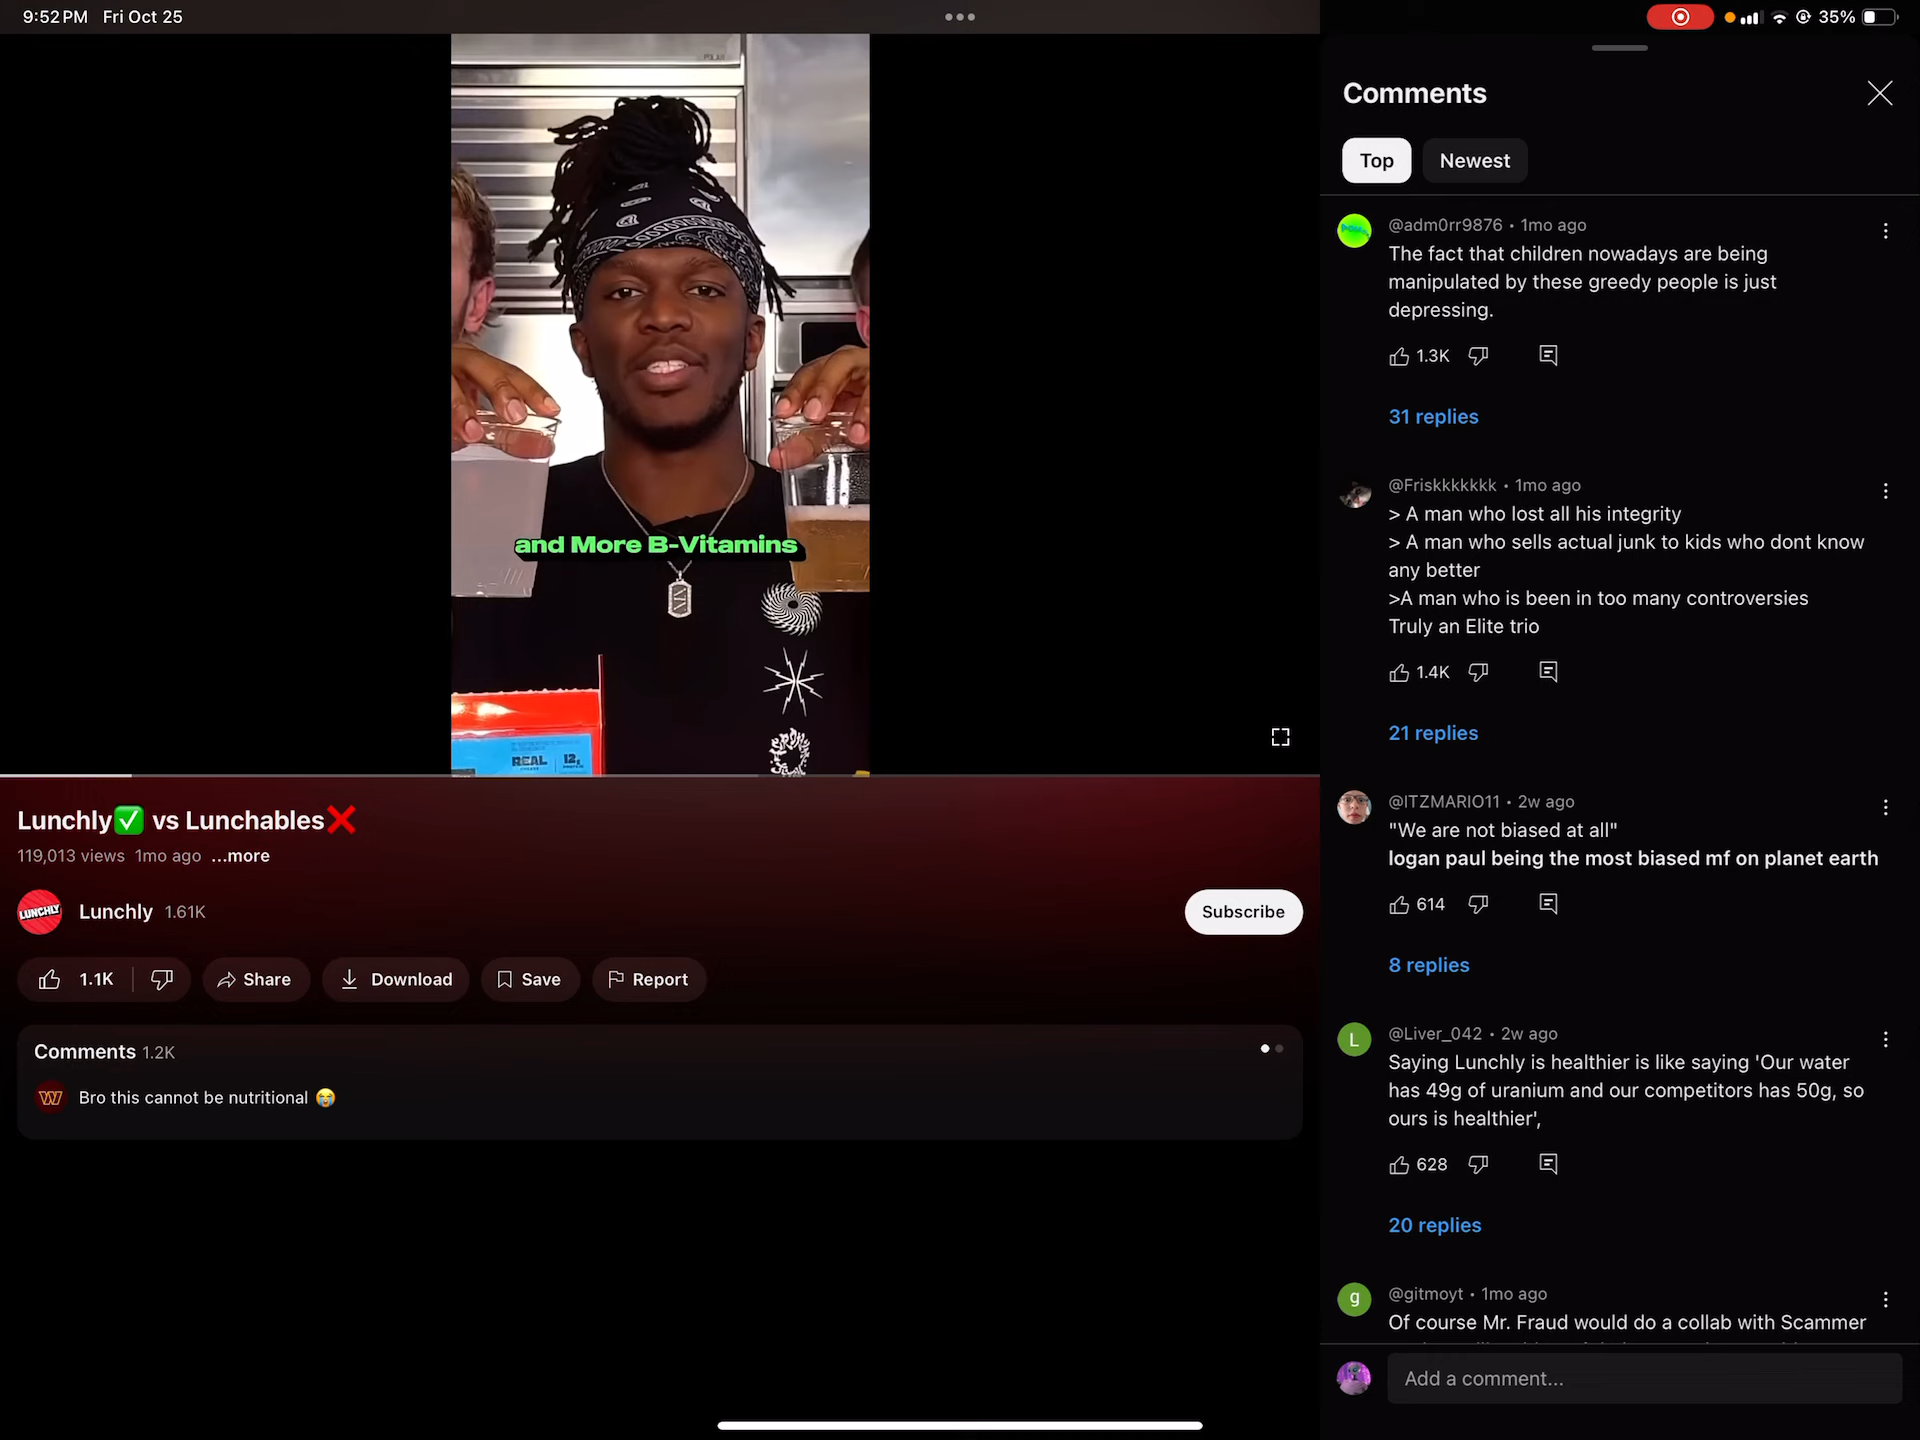 9:52 PM Fri Oct 25
35%
and More B-Vitamins
REAL
12g
Lunchly✅ vs Lunchables❌
119,013 views 1mo ago ...more
LUNCHLY
Lunchly 1.61K
Subscribe
1.1K
Share
Download
Save
Report
Comments 1.2K
Bro this cannot be nutritional 😭
Comments
Top
Newest
@adm0rr9876 • 1mo ago
The fact that children nowadays are being
manipulated by these greedy people is just
depressing.
1.3K
31 replies
@Friskkkkkkk • 1mo ago
> A man who lost all his integrity
> A man who sells actual junk to kids who dont know
any better
>A man who is been in too many controversies
Truly an Elite trio
1.4K
21 replies
@ITZMARIO11 • 2w ago
"We are not biased at all"
logan paul being the most biased mf on planet earth
614
8 replies
L
@Liver_042 • 2w ago
Saying Lunchly is healthier is like saying 'Our water
has 49g of uranium and our competitors has 50g, so
ours is healthier',
628
20 replies
g
@gitmoyt • 1mo ago
Of course Mr. Fraud would do a collab with Scammer
Add a comment...